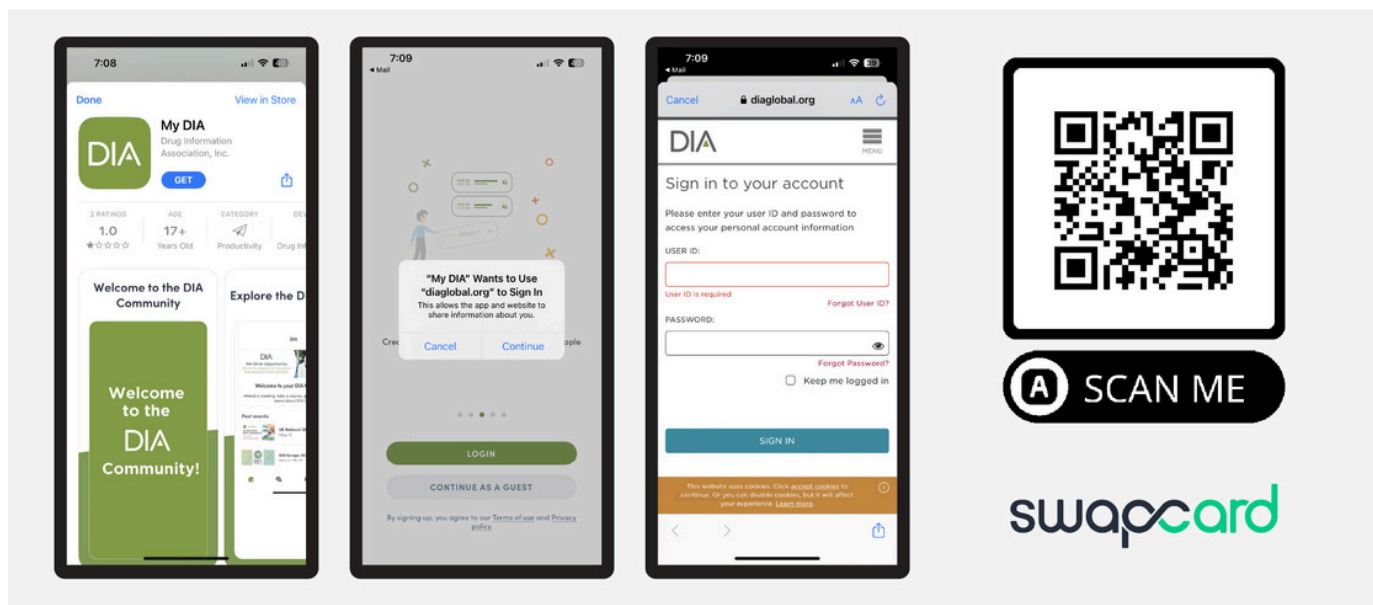 7:08
Done
View in Store
DIA
My DIA
Drug Information
Association, Inc.
GET
2 RATINGS
AGE
CATEGORY
1.0
17+
★☆☆☆☆
Years Old
Productivity
Drug
Welcome to the DIA
Community
Explore the D
Welcome
to the
DIA
Community!
DIA
Past events
7:09
◀ Mail
"My DIA" Wants to Use
"diaglobal.org" to Sign In
This allows the app and website to
share information about you.
Cancel
Continue
LOGIN
CONTINUE AS A GUEST
By signing up, you agree to our Terms of use and Privacy
policy
7:09
◀ Mail
Cancel
diaglobal.org
AA
DIA
MENU
Sign in to your account
Please enter your user ID and password to
access your personal account information
USER ID:
User ID is required
Forgot User ID?
PASSWORD:
Forgot Password?
Keep me logged in
SIGN IN
This website uses cookies. Click accept cookies to
continue. Or you can disable cookies, but it will affect
your experience. Learn more.
A SCAN ME
swapcard